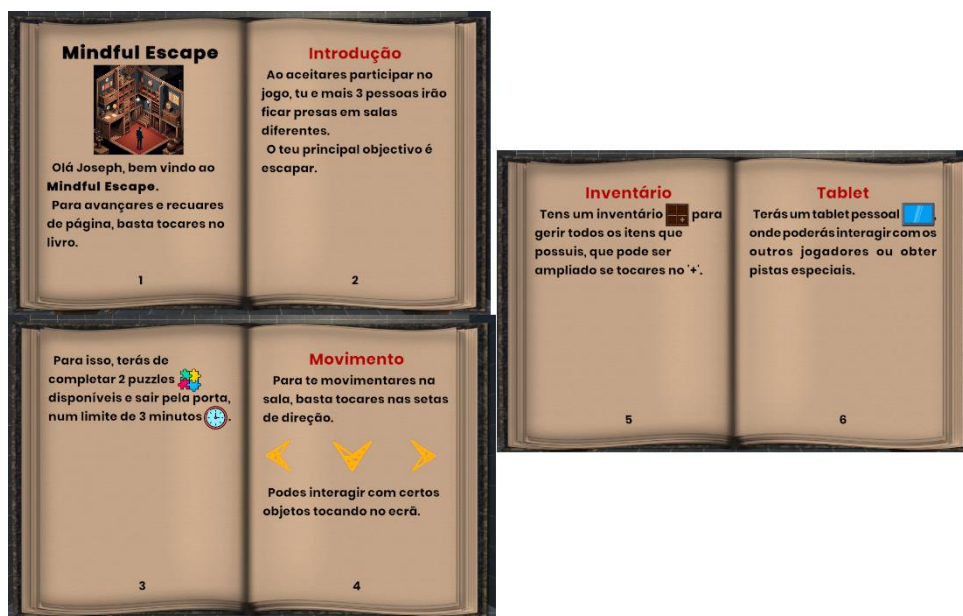 Mindful Escape
Olá Joseph, bem vindo ao
Mindful Escape.
Para avançares e recuares
de página, basta tocares no
livro.
1
Introdução
Ao aceitares participar no
jogo, tu e mais 3 pessoas irão
ficar presas em salas
diferentes.
O teu principal objectivo é
escapar.
2
Para isso, terás de
completar 2 puzzles
disponíveis e sair pela porta,
num limite de 3 minutos .
3
Movimento
Para te movimentares na
sala, basta tocares nas setas
de direção.
Podes interagir com certos
objetos tocando no ecrã.
4
Inventário
Tens um inventário para
gerir todos os itens que
possuis, que pode ser
ampliado se tocares no '+'.
5
Tablet
Terás um tablet pessoal ,
onde poderás interagir com os
outros jogadores ou obter
pistas especiais.
6